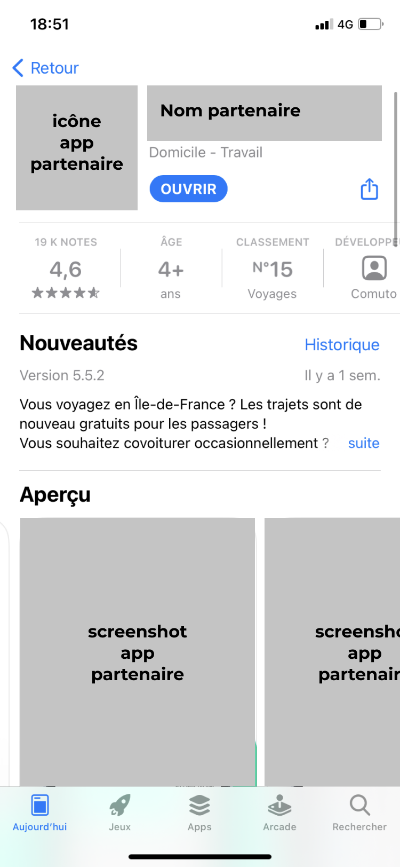 18:51
4G
Retour
icône
app
partenaire
Nom partenaire
Domicile - Travail
OUVRIR
19 K NOTES
ÂGE
CLASSEMENT
DÉVELOPPE
4,6
4+
N°15
ans
Voyages
Comuto
Nouveautés
Historique
Version 5.5.2
Il y a 1 sem.
Vous voyagez en Île-de-France ? Les trajets sont de
nouveau gratuits pour les passagers !
Vous souhaitez covoiturer occasionnellement ?
suite
Aperçu
screenshot
app
partenaire
screensho
app
partenair
Aujourd'hui
Jeux
Apps
Arcade
Rechercher